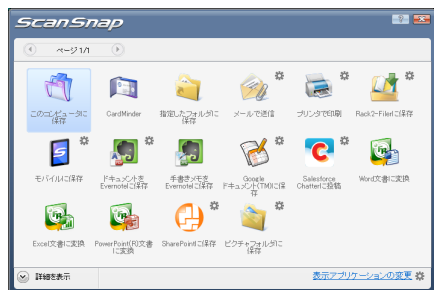 ScanSnap
ページ 1/1
このコンピュータに
保存
CardMinder
指定したフォルダに
保存
メールで送信
プリンタで印刷
Rack2-Filerに保存
モバイルに保存
ドキュメントを
Evernoteに保存
手書きメモを
Evernoteに保存
Google
ドキュメント(TM)に保
存
Salesforce
Chatterに投稿
Word文書に変換
Excel文書に変換
PowerPoint(R)文書
に変換
SharePointに保存
ピクチャフォルダに
保存
詳細を表示
表示アプリケーションの変更